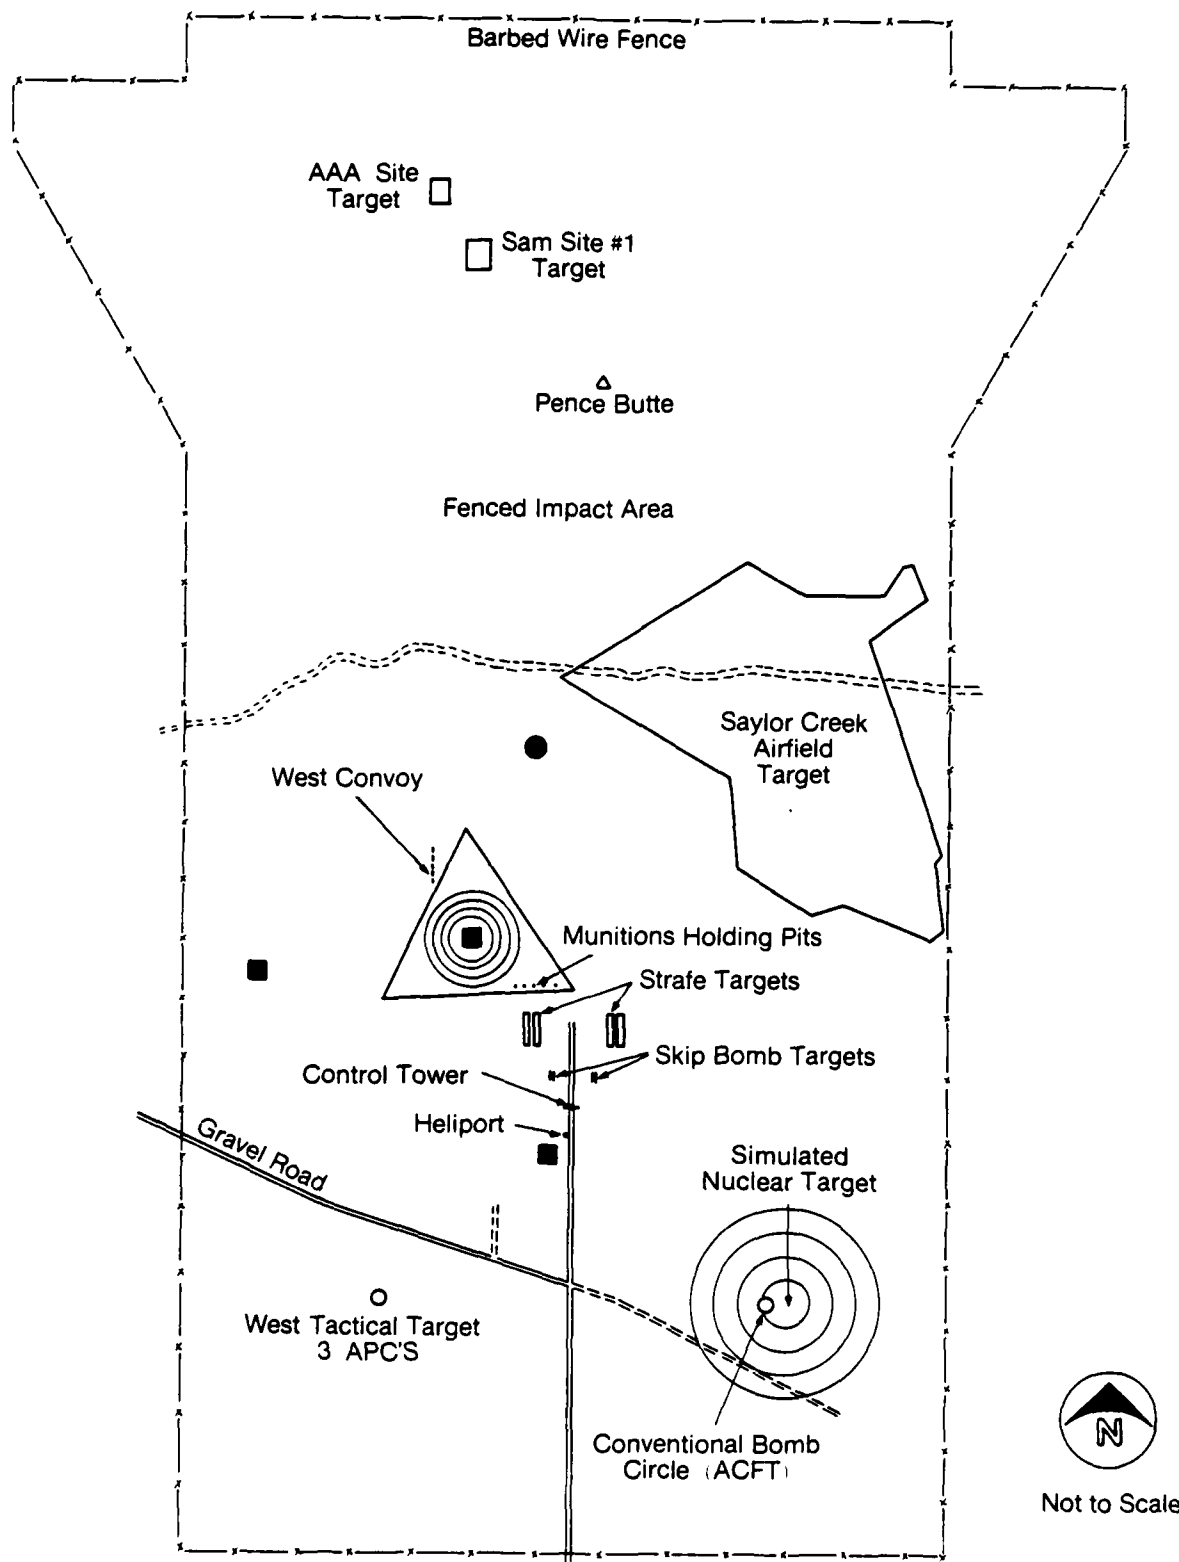 Barbed Wire Fence
AAA Site
Target
Sam Site #1
Target
Pence Butte
Fenced Impact Area
Saylor Creek
Airfield
Target
West Convoy
Munitions Holding Pits
Strafe Targets
Skip Bomb Targets
Control Tower
Heliport
Gravel Road
Simulated
Nuclear Target
West Tactical Target
3 APC'S
Conventional Bomb
Circle (ACFT)
N
Not to Scale